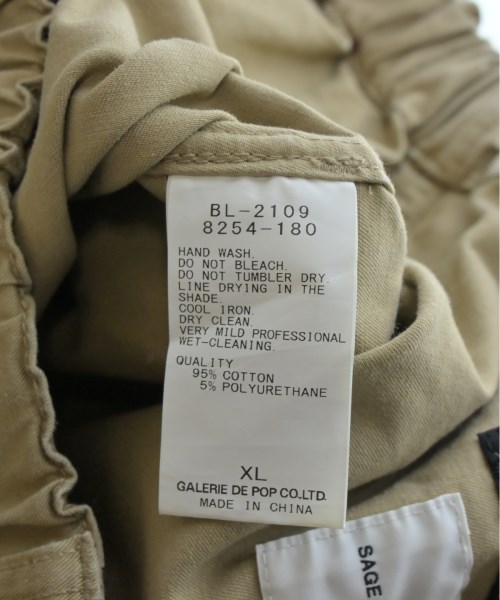 BL-2109
8254-180
HAND WASH.
DO NOT BLEACH.
DO NOT TUMBLER DRY.
LINE DRYING IN THE
SHADE.
COOL IRON.
DRY CLEAN.
VERY MILD PROFESSIONAL
WET-CLEANING.
QUALITY
95% COTTON
5% POLYURETHANE
XL
GALERIE DE POP CO.,LTD.
MADE IN CHINA
SAGE